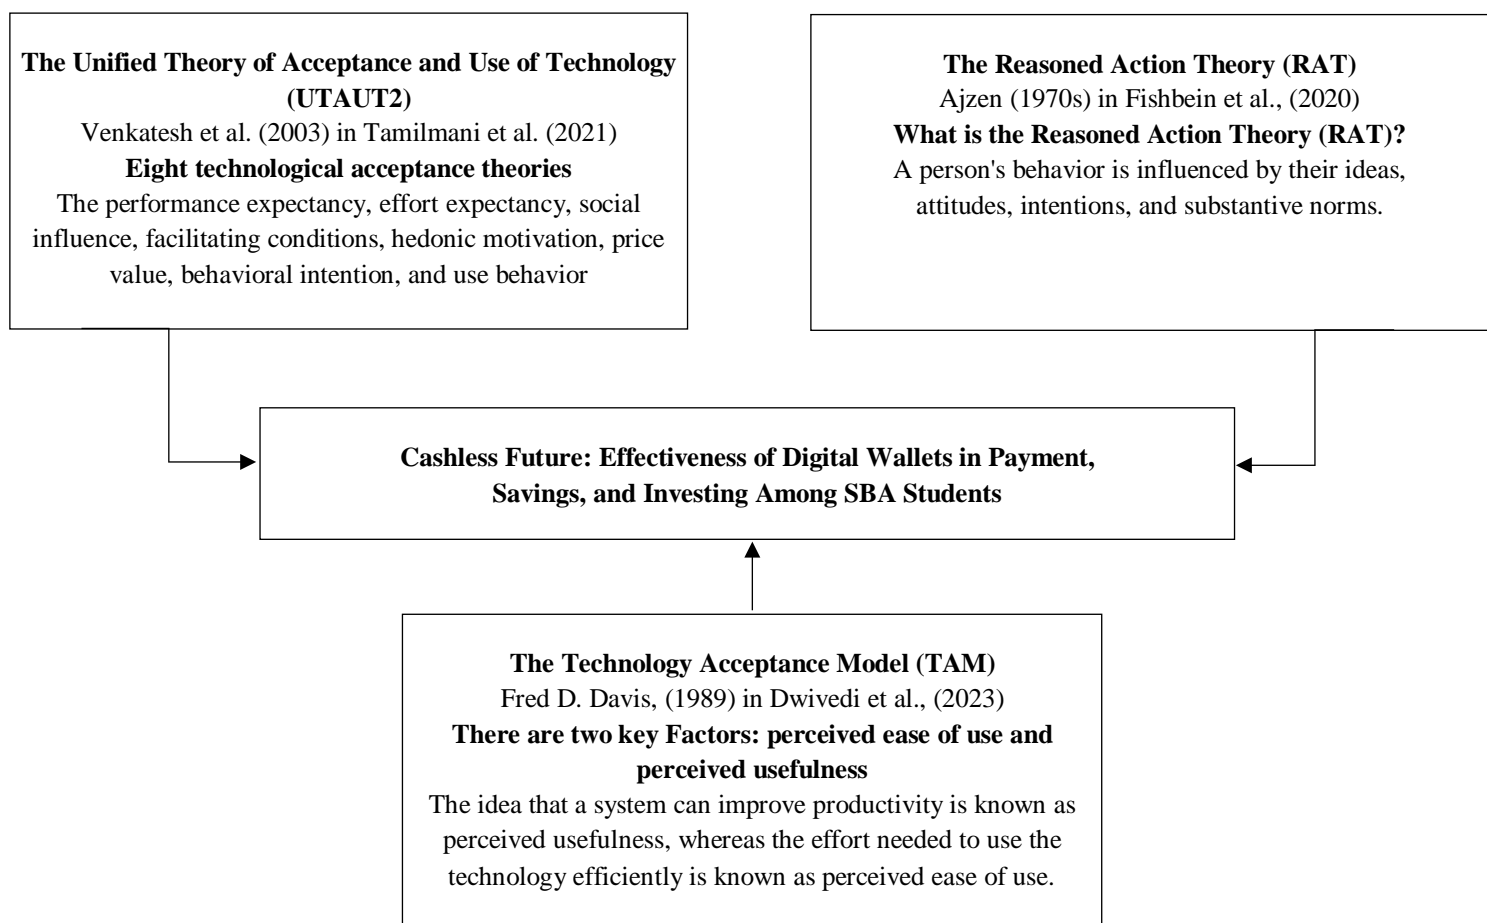 The Unified Theory of Acceptance and Use of Technology
(UTAUT2)
Venkatesh et al. (2003) in Tamilmani et al. (2021)
Eight technological acceptance theories
The performance expectancy, effort expectancy, social
influence, facilitating conditions, hedonic motivation, price
value, behavioral intention, and use behavior
The Reasoned Action Theory (RAT)
Ajzen (1970s) in Fishbein et al., (2020)
What is the Reasoned Action Theory (RAT)?
A person's behavior is influenced by their ideas,
attitudes, intentions, and substantive norms.
Cashless Future: Effectiveness of Digital Wallets in Payment,
Savings, and Investing Among SBA Students
The Technology Acceptance Model (TAM)
Fred D. Davis, (1989) in Dwivedi et al., (2023)
There are two key Factors: perceived ease of use and
perceived usefulness
The idea that a system can improve productivity is known as
perceived usefulness, whereas the effort needed to use the
technology efficiently is known as perceived ease of use.